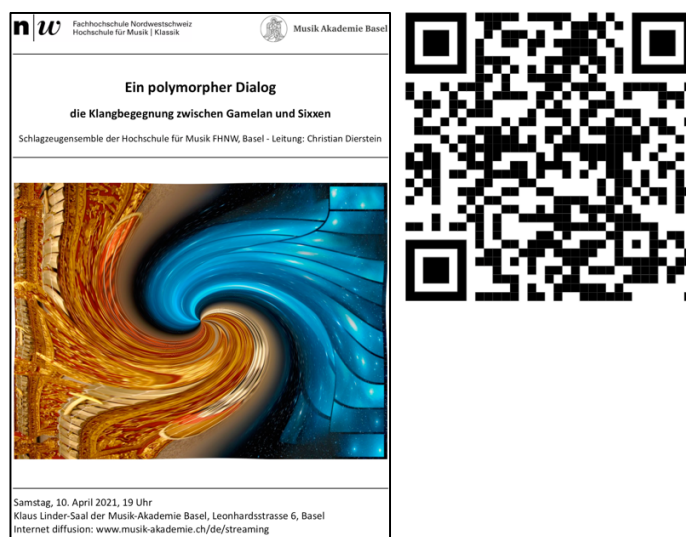 n|w Fachhochschule Nordwestschweiz
Hochschule für Musik | Klassik
Musik Akademie Basel
Ein polymorpher Dialog
die Klangbegegnung zwischen Gamelan und Sixxen
Schlagzeugensemble der Hochschule für Musik FHNW, Basel - Leitung: Christian Dierstein
Samstag, 10. April 2021, 19 Uhr
Klaus Linder-Saal der Musik-Akademie Basel, Leonhardsstrasse 6, Basel
Internet diffusion: www.musik-akademie.ch/de/streaming